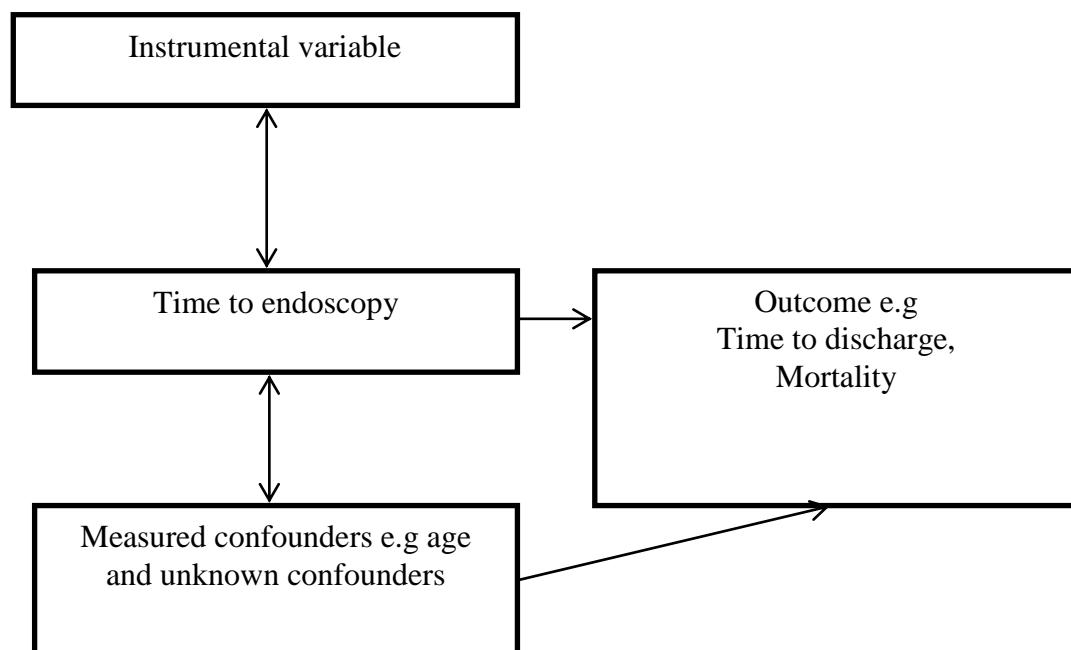 Instrumental variable
Time to endoscopy
Outcome e.g
Time to discharge,
Mortality
Measured confounders e.g age
and unknown confounders